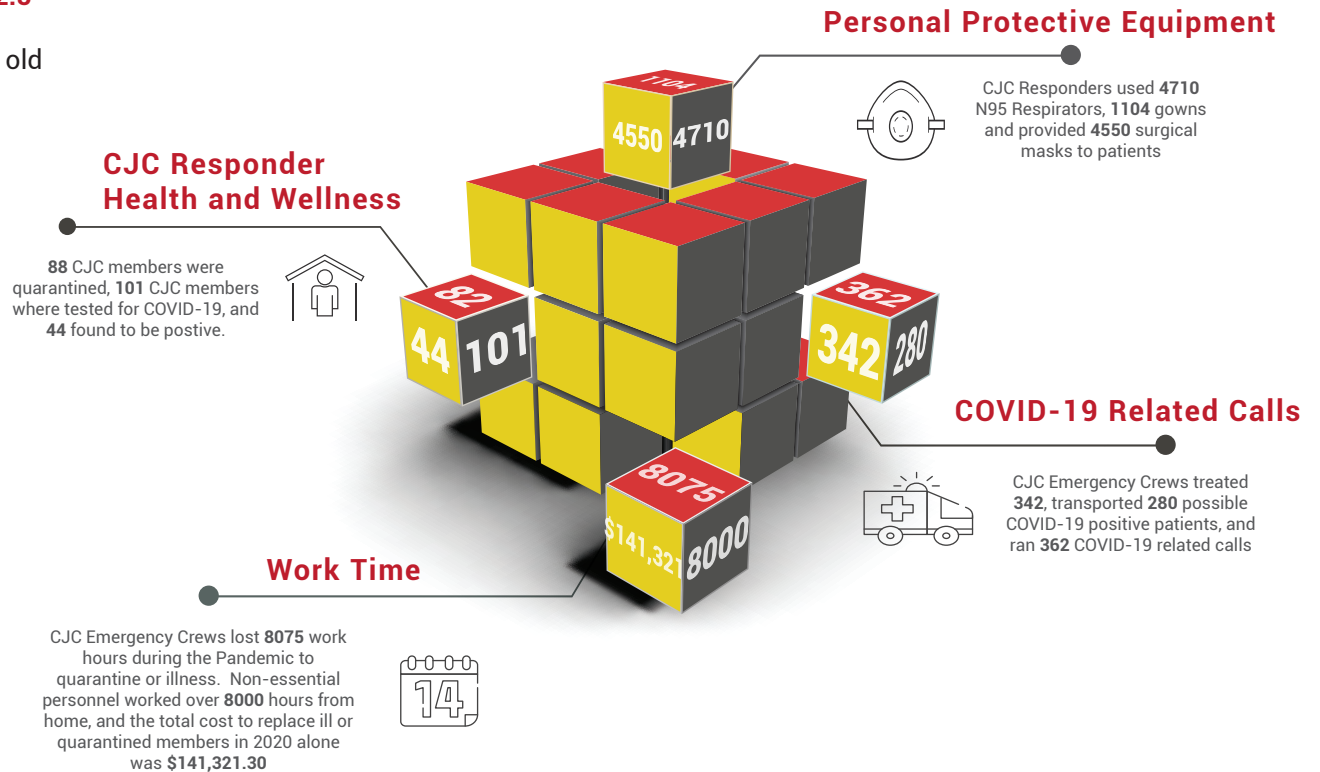 old
Personal Protective Equipment
CJC Responders used 4710
N95 Respirators, 1104 gowns
and provided 4550 surgical
masks to patients
1104
4550 4710
CJC Responder
Health and Wellness
88 CJC members were
quarantined, 101 CJC members
where tested for COVID-19, and
44 found to be postive.
82
44 101
362
342 280
COVID-19 Related Calls
CJC Emergency Crews treated
342, transported 280 possible
COVID-19 positive patients, and
ran 362 COVID-19 related calls
8075
$141,321 8000
Work Time
CJC Emergency Crews lost 8075 work
hours during the Pandemic to
quarantine or illness. Non-essential
personnel worked over 8000 hours from
home, and the total cost to replace ill or
quarantined members in 2020 alone
was $141,321.30
14